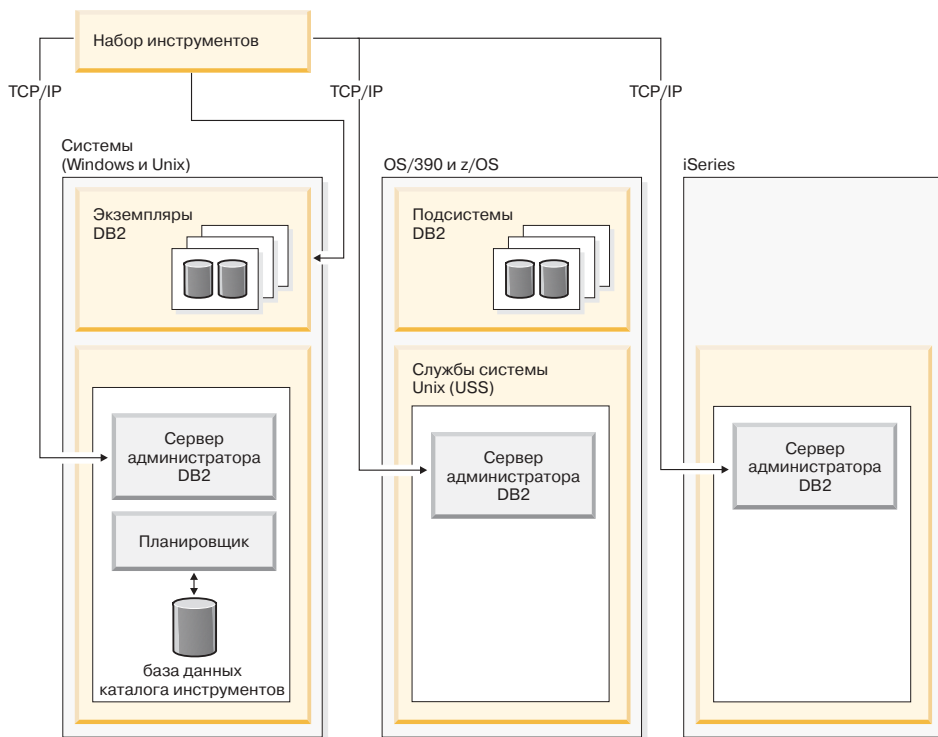 Набор инструментов
TCP/IP
TCP/IP
TCP/IP
Системы
(Windows и Unix)
Экземпляры
DB2
Сервер
администратора
DB2
Планировщик
база данных
каталога инструментов
OS/390 и z/OS
Подсистемы
DB2
Службы системы
Unix (USS)
Сервер
администратора
DB2
iSeries
Сервер
администратора
DB2